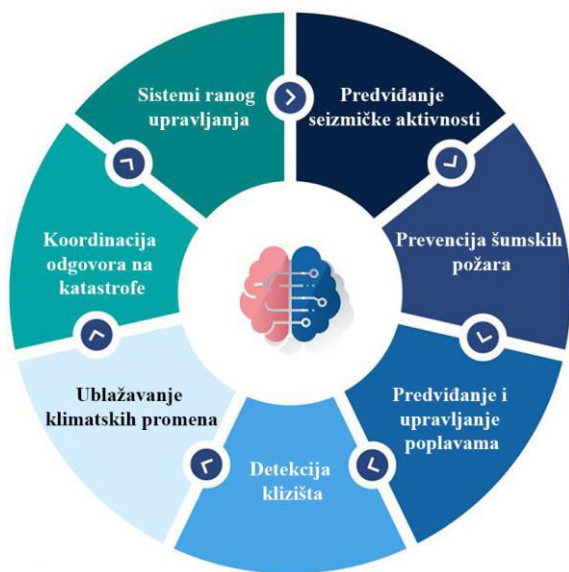 Sistemi ranog
upravljanja
Predviđanje
seizmičke aktivnosti
Prevencija šumskih
požara
Predviđanje i
upravljanje
poplavama
Detekcija
klizišta
Ublažavanje
klimatskih promena
Koordinacija
odgovora na
katastrofe